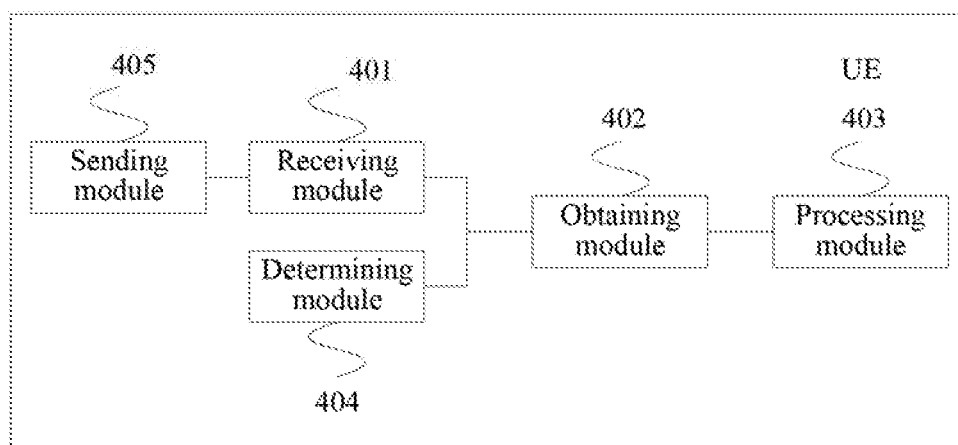 405
401
UE
402
403
Sending
module
Receiving
module
Obtaining
module
Processing
module
Determining
module
404